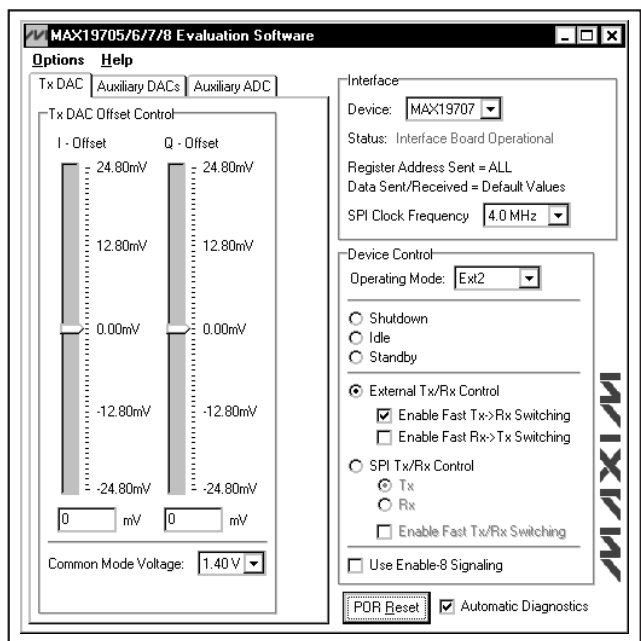 MAX19705/6/7/8 Evaluation Software
Options Help
Tx DAC Auxiliary DACs Auxiliary ADC
Tx DAC Offset Control
I - Offset Q - Offset
24.80mV 24.80mV
12.80mV 12.80mV
0.00mV 0.00mV
-12.80mV -12.80mV
-24.80mV -24.80mV
0 mV 0 mV
Common Mode Voltage: 1.40 V
Interface
Device: MAX19707
Status: Interface Board Operational
Register Address Sent = ALL
Data Sent/Received = Default Values
SPI Clock Frequency 4.0 MHz
Device Control
Operating Mode: Ext2
Shutdown
Idle
Standby
External Tx/Rx Control
Enable Fast Tx->Rx Switching
Enable Fast Rx->Tx Switching
SPI Tx/Rx Control
Tx
Rx
Enable Fast Tx/Rx Switching
Use Enable-8 Signaling
POR Reset Automatic Diagnostics
MAXIM